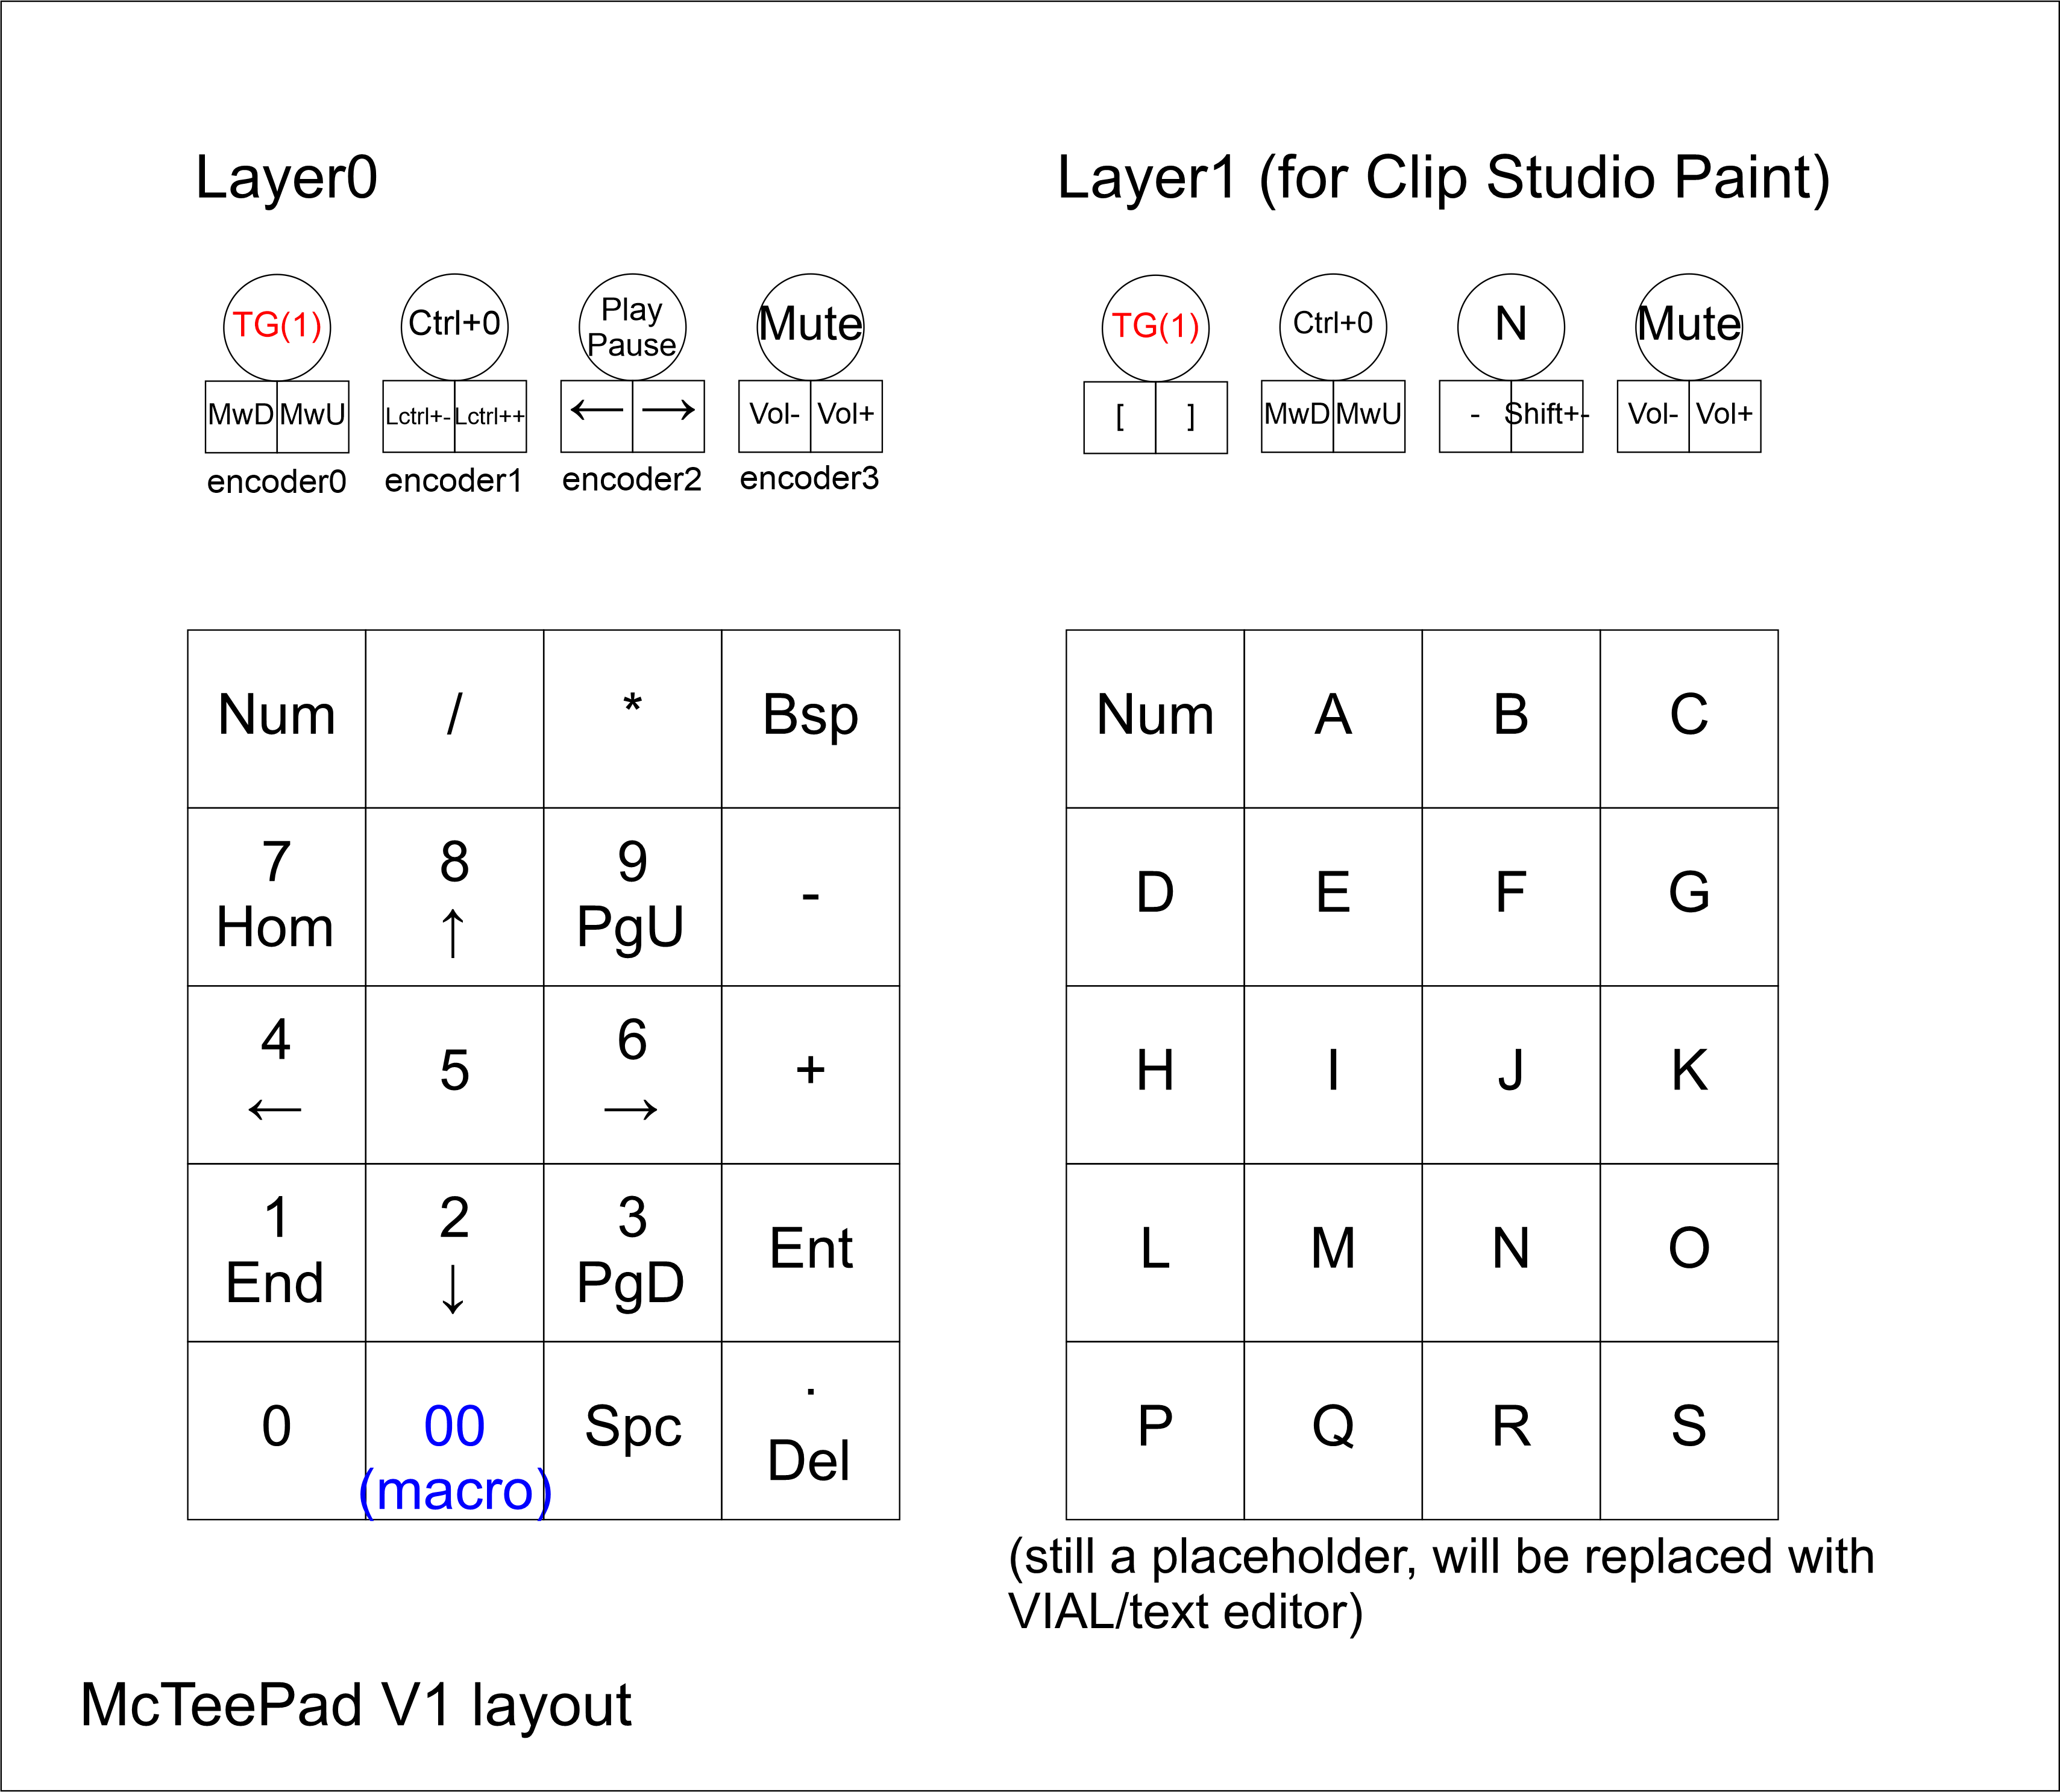 Layer0
TG(1)
Ctrl+0
Play
Pause
Mute
MwD MwU
Lctrl+- Lctrl++
← →
Vol- Vol+
encoder0
encoder1
encoder2
encoder3
Num / * Bsp
7
Hom
8
↑
9
PgU
-
4
←
5
6
→
+
1
End
2
↓
3
PgD
Ent
0
00
(macro)
Spc
.
Del
Layer1 (for Clip Studio Paint)
TG(1)
Ctrl+0
N
Mute
[ ]
MwD MwU
- Shift+-
Vol- Vol+
Num A B C
D E F G
H I J K
L M N O
P Q R S
(still a placeholder, will be replaced with
VIAL/text editor)
McTeePad V1 layout